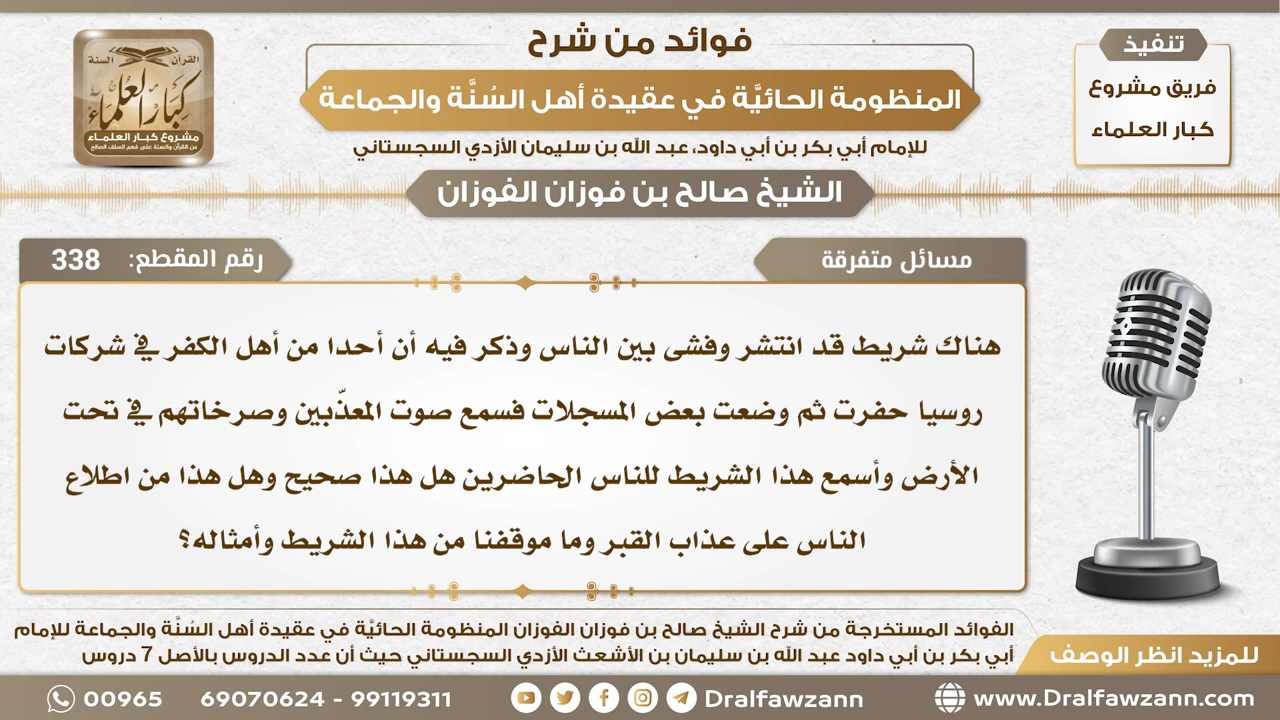 فوائد من شرح
المنظومة الحائيَّة في عقيدة أهل السُنَّة والجماعة
للإمام أبي بكر بن أبي داود، عبد الله بن سليمان الأزدي السجستاني
الشيخ صالح بن فوزان الفوزان
تنفيذ
فريق مشروع
كبار العلماء
القرآن السنة
كبار العلماء
مشروع كبار العلماء
من القرآن والسنة على فهم السلف الصالح
مسائل متفرقة
رقم المقطع: 338
هناك شريط قد انتشر وفشى بين الناس وذكر فيه أن أحدا من أهل الكفر في شركات
روسيا حفرت ثم وضعت بعض المسجلات فسمع صوت المعذّبين وصرخاتهم في تحت
الأرض وأسمع هذا الشريط للناس الحاضرين هل هذا صحيح وهل هذا من اطلاع
الناس على عذاب القبر وما موقفنا من هذا الشريط وأمثاله؟
الفوائد المستخرجة من شرح الشيخ صالح بن فوزان الفوزان المنظومة الحائيَّة في عقيدة أهل السُنَّة والجماعة للإمام
أبي بكر بن أبي داود عبد الله بن سليمان بن الأشعث الأزدي السجستاني حيث أن عدد الدروس بالأصل 7 دروس
للمزيد انظر الوصف
00965 69070624 - 99119311
Dralfawzann
www.Dralfawzann.com